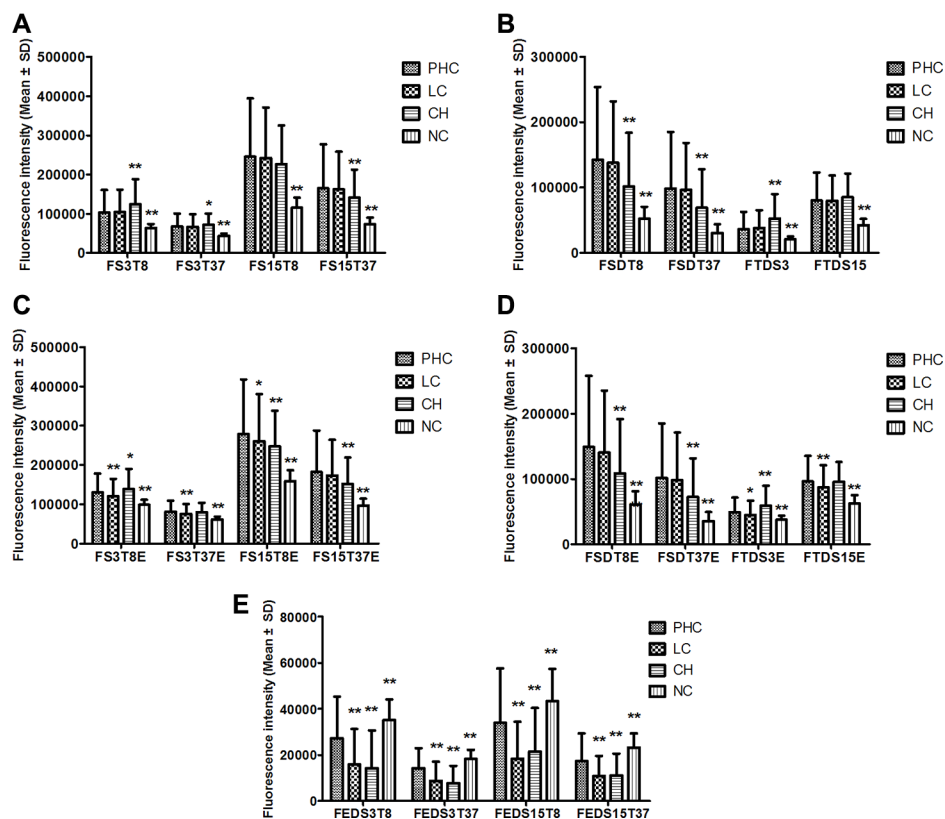 A
Fluorescence intensity (Mean ± SD)
500000
400000
300000
200000
100000
0
** ** * ** ** ** **
FS3T8 FS3T37 FS15T8 FS15T37
PHC
LC
CH
NC
B
Fluorescence intensity (Mean ± SD)
300000
200000
100000
0
** ** ** ** ** ** **
FSDT8 FSDT37 FTDS3 FTDS15
PHC
LC
CH
NC
C
Fluorescence intensity (Mean ± SD)
500000
400000
300000
200000
100000
0
** * ** ** ** * ** ** ** **
FS3T8E FS3T37E FS15T8E FS15T37E
PHC
LC
CH
NC
D
Fluorescence intensity (Mean ± SD)
300000
200000
100000
0
** ** ** ** * ** ** ** **
FSDT8E FSDT37E FTDS3E FTDS15E
PHC
LC
CH
NC
E
Fluorescence intensity (Mean ± SD)
80000
60000
40000
20000
0
** ** ** ** ** ** ** ** ** ** ** **
FEDS3T8 FEDS3T37 FEDS15T8 FEDS15T37
PHC
LC
CH
NC